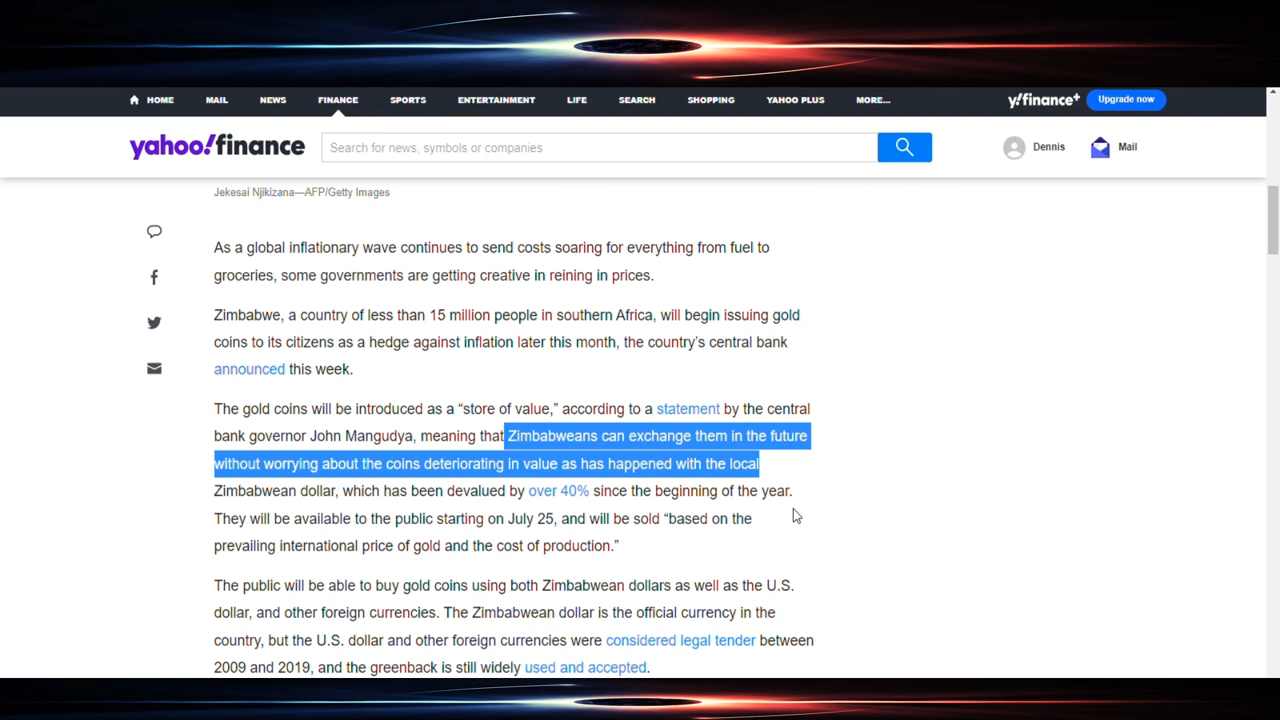 HOME MAIL NEWS FINANCE SPORTS ENTERTAINMENT LIFE SEARCH SHOPPING YAHOO PLUS MORE... y!finance+ Upgrade now
yahoo!finance Search for news, symbols or companies Dennis Mail
Jekesai Njikizana—AFP/Getty Images
As a global inflationary wave continues to send costs soaring for everything from fuel to
groceries, some governments are getting creative in reining in prices.
Zimbabwe, a country of less than 15 million people in southern Africa, will begin issuing gold
coins to its citizens as a hedge against inflation later this month, the country’s central bank
announced this week.
The gold coins will be introduced as a “store of value,” according to a statement by the central
bank governor John Mangudya, meaning that Zimbabweans can exchange them in the future
without worrying about the coins deteriorating in value as has happened with the local
Zimbabwean dollar, which has been devalued by over 40% since the beginning of the year.
They will be available to the public starting on July 25, and will be sold “based on the
prevailing international price of gold and the cost of production.”
The public will be able to buy gold coins using both Zimbabwean dollars as well as the U.S.
dollar, and other foreign currencies. The Zimbabwean dollar is the official currency in the
country, but the U.S. dollar and other foreign currencies were considered legal tender between
2009 and 2019, and the greenback is still widely used and accepted.